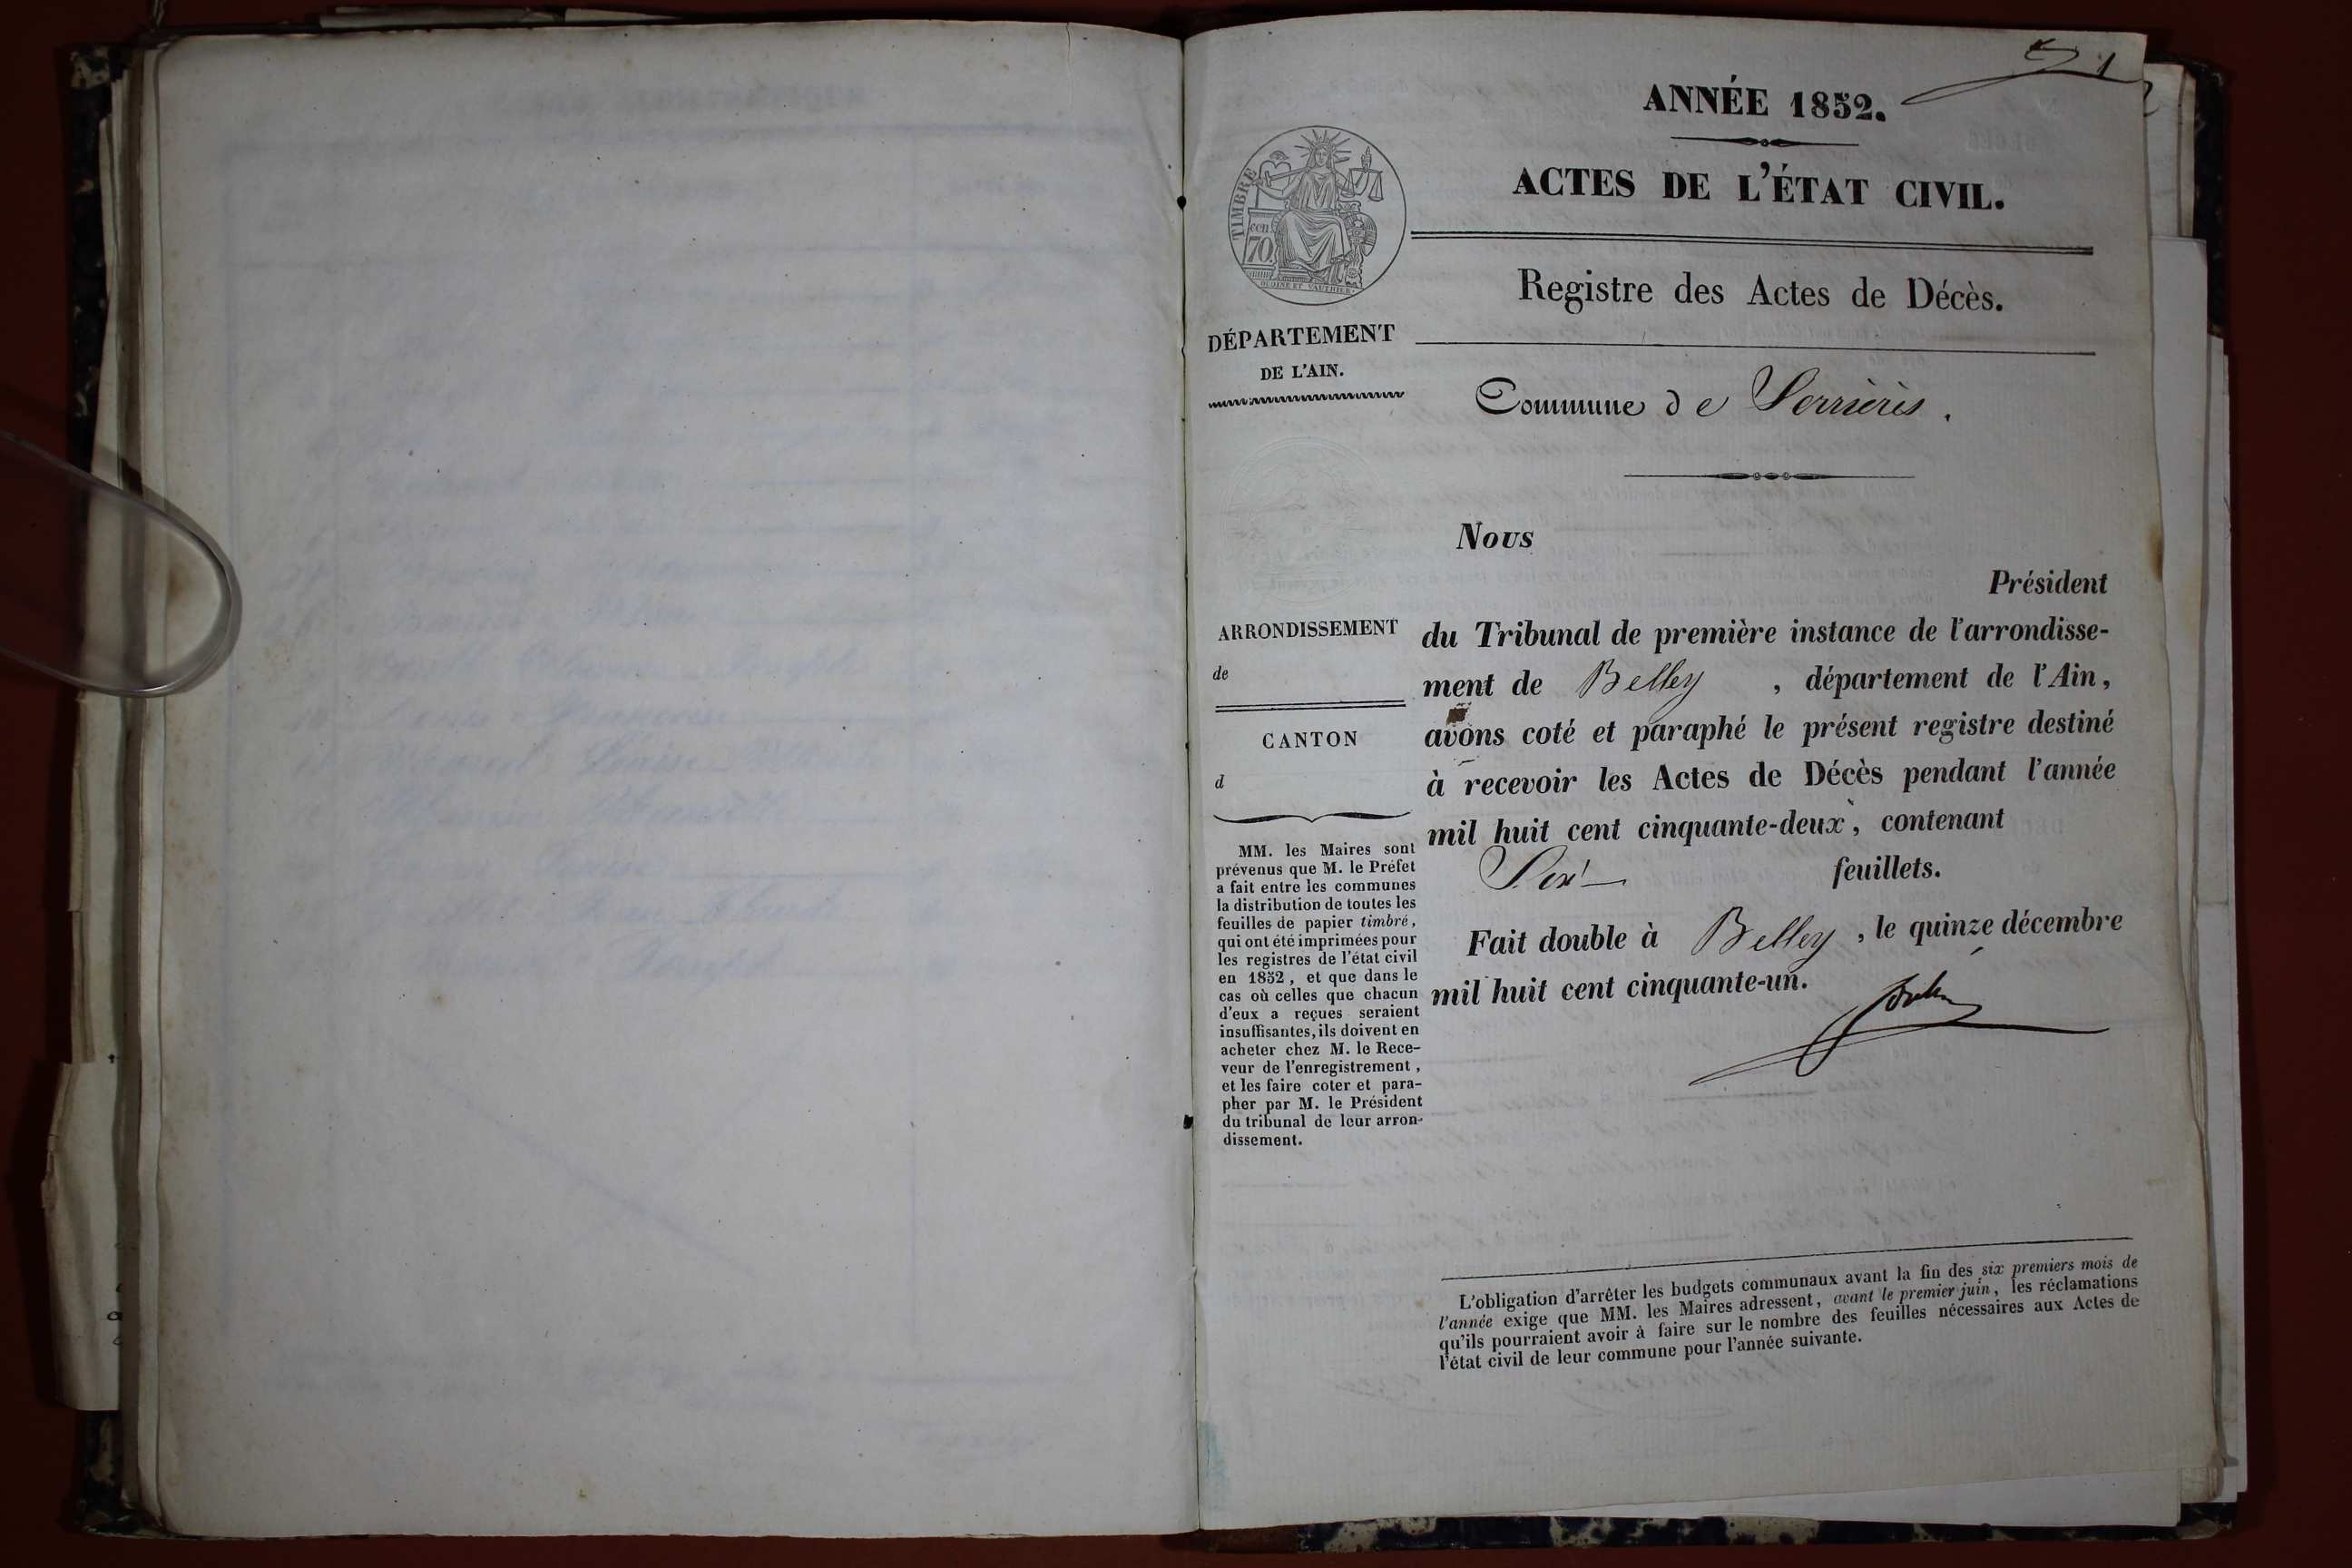 1
ANNÉE 1852.
ACTES DE L'ÉTAT CIVIL.
TIMBRE
cen
70.
Registre des Actes de Décès.
DÉPARTEMENT
DE L'AIN.
Commune de Serrières.
Nous
Président
du Tribunal de première instance de l'arrondisse-
ment de Belley, département de l'Ain,
avons coté et paraphé le présent registre destiné
à recevoir les Actes de Décès pendant l'année
mil huit cent cinquante-deux, contenant
Six feuillets.
Fait double à Belley, le quinze décembre
mil huit cent cinquante-un.
ARRONDISSEMENT
de
CANTON
d
MM. les Maires sont
prévenus que M. le Préfet
a fait entre les communes
la distribution de toutes les
feuilles de papier timbré,
qui ont été imprimées pour
les registres de l'état civil
en 1852, et que dans le
cas où celles que chacun
d'eux a reçues seraient
insuffisantes, ils doivent en
acheter chez M. le Rece-
veur de l'enregistrement,
et les faire coter et para-
pher par M. le Président
du tribunal de leur arron-
dissement.
L'obligation d'arrêter les budgets communaux avant la fin des six premiers mois de
l'année exige que MM. les Maires adressent, avant le premier juin, les réclamations
qu'ils pourraient avoir à faire sur le nombre des feuilles nécessaires aux Actes de
l'état civil de leur commune pour l'année suivante.